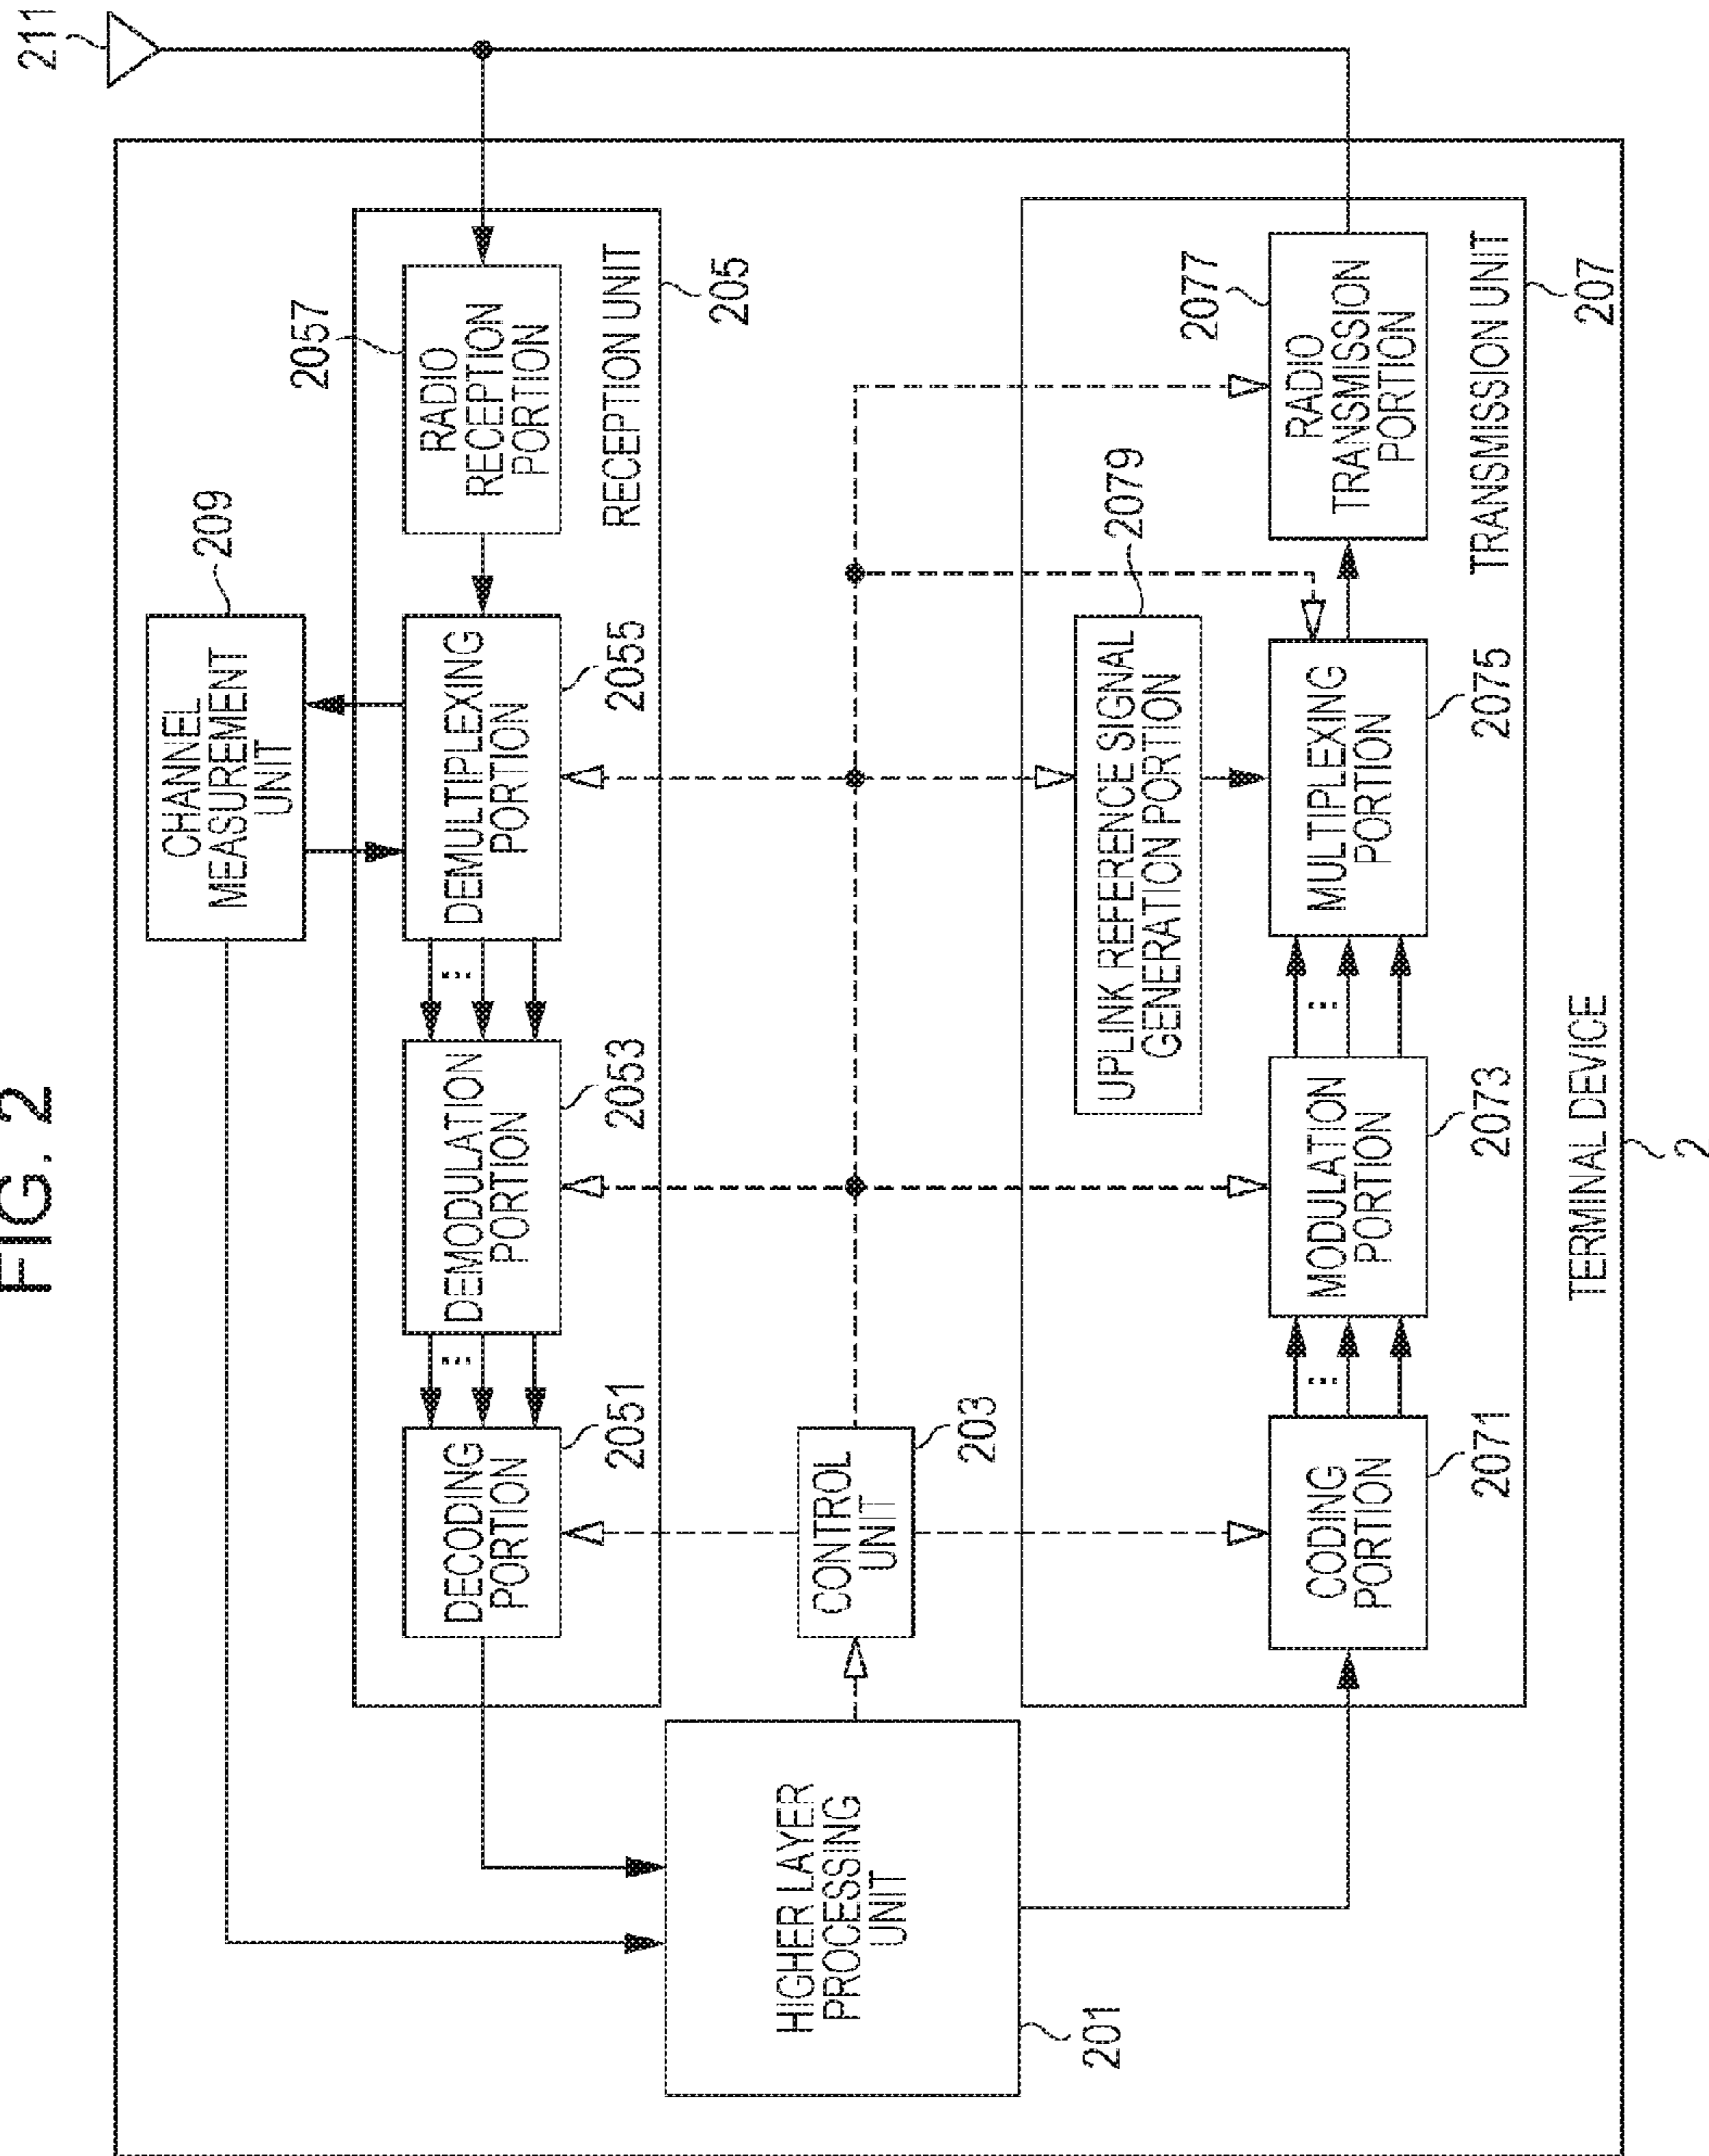 FIG. 2
211
209
CHANNEL
MEASUREMENT
UNIT
2057
RADIO
RECEPTION
PORTION
DEMULTIPLEXING
PORTION
2055
DEMODULATION
PORTION
2053
DECODING
PORTION
2051
RECEPTION UNIT
205
HIGHER LAYER
PROCESSING
UNIT
201
CONTROL
UNIT
203
UPLINK REFERENCE SIGNAL
GENERATION PORTION
2079
2077
CODING
PORTION
2071
MODULATION
PORTION
2073
MULTIPLEXING
PORTION
2075
RADIO
TRANSMISSION
PORTION
TRANSMISSION UNIT
207
TERMINAL DEVICE
2